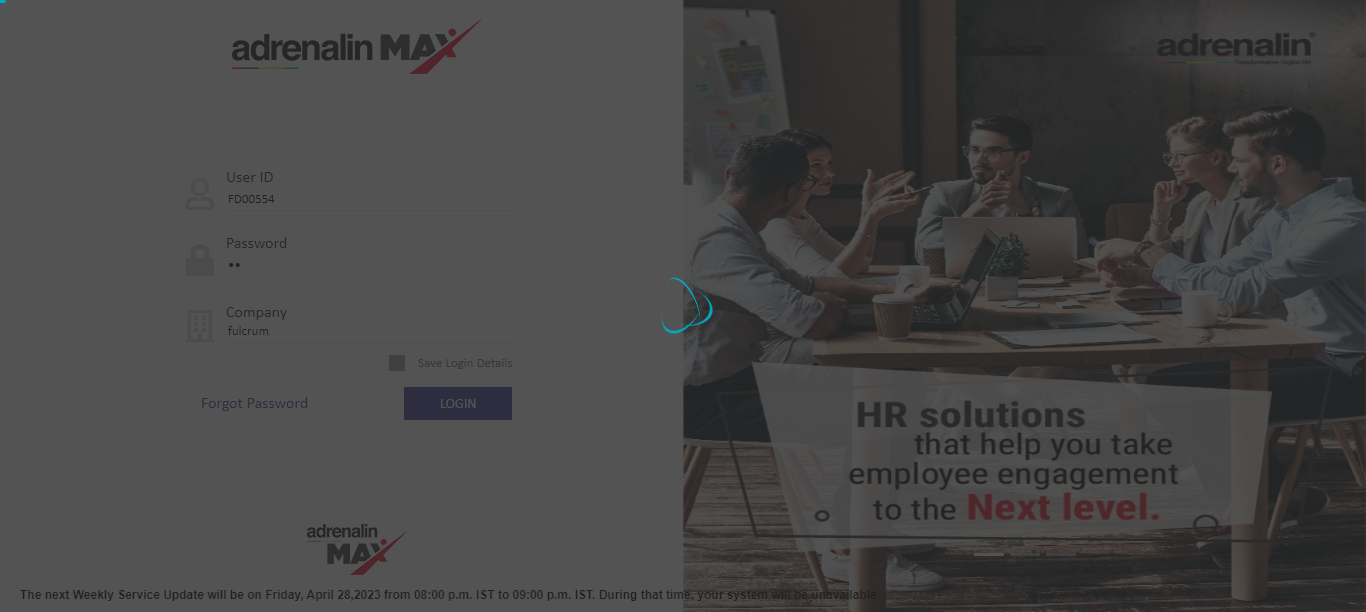 adrenalin MAX
User ID
FD00554
Password
••
Company
fulcrum
Save Login Details
Forgot Password
LOGIN
adrenalin
MAX
The next Weekly Service Update will be on Friday, April 28,2023 from 08:00 p.m. IST to 09:00 p.m. IST. During that time, your system will be unavailable
adrenalin®
Transformative Digital HR
HR solutions
that help you take
employee engagement
to the Next level.